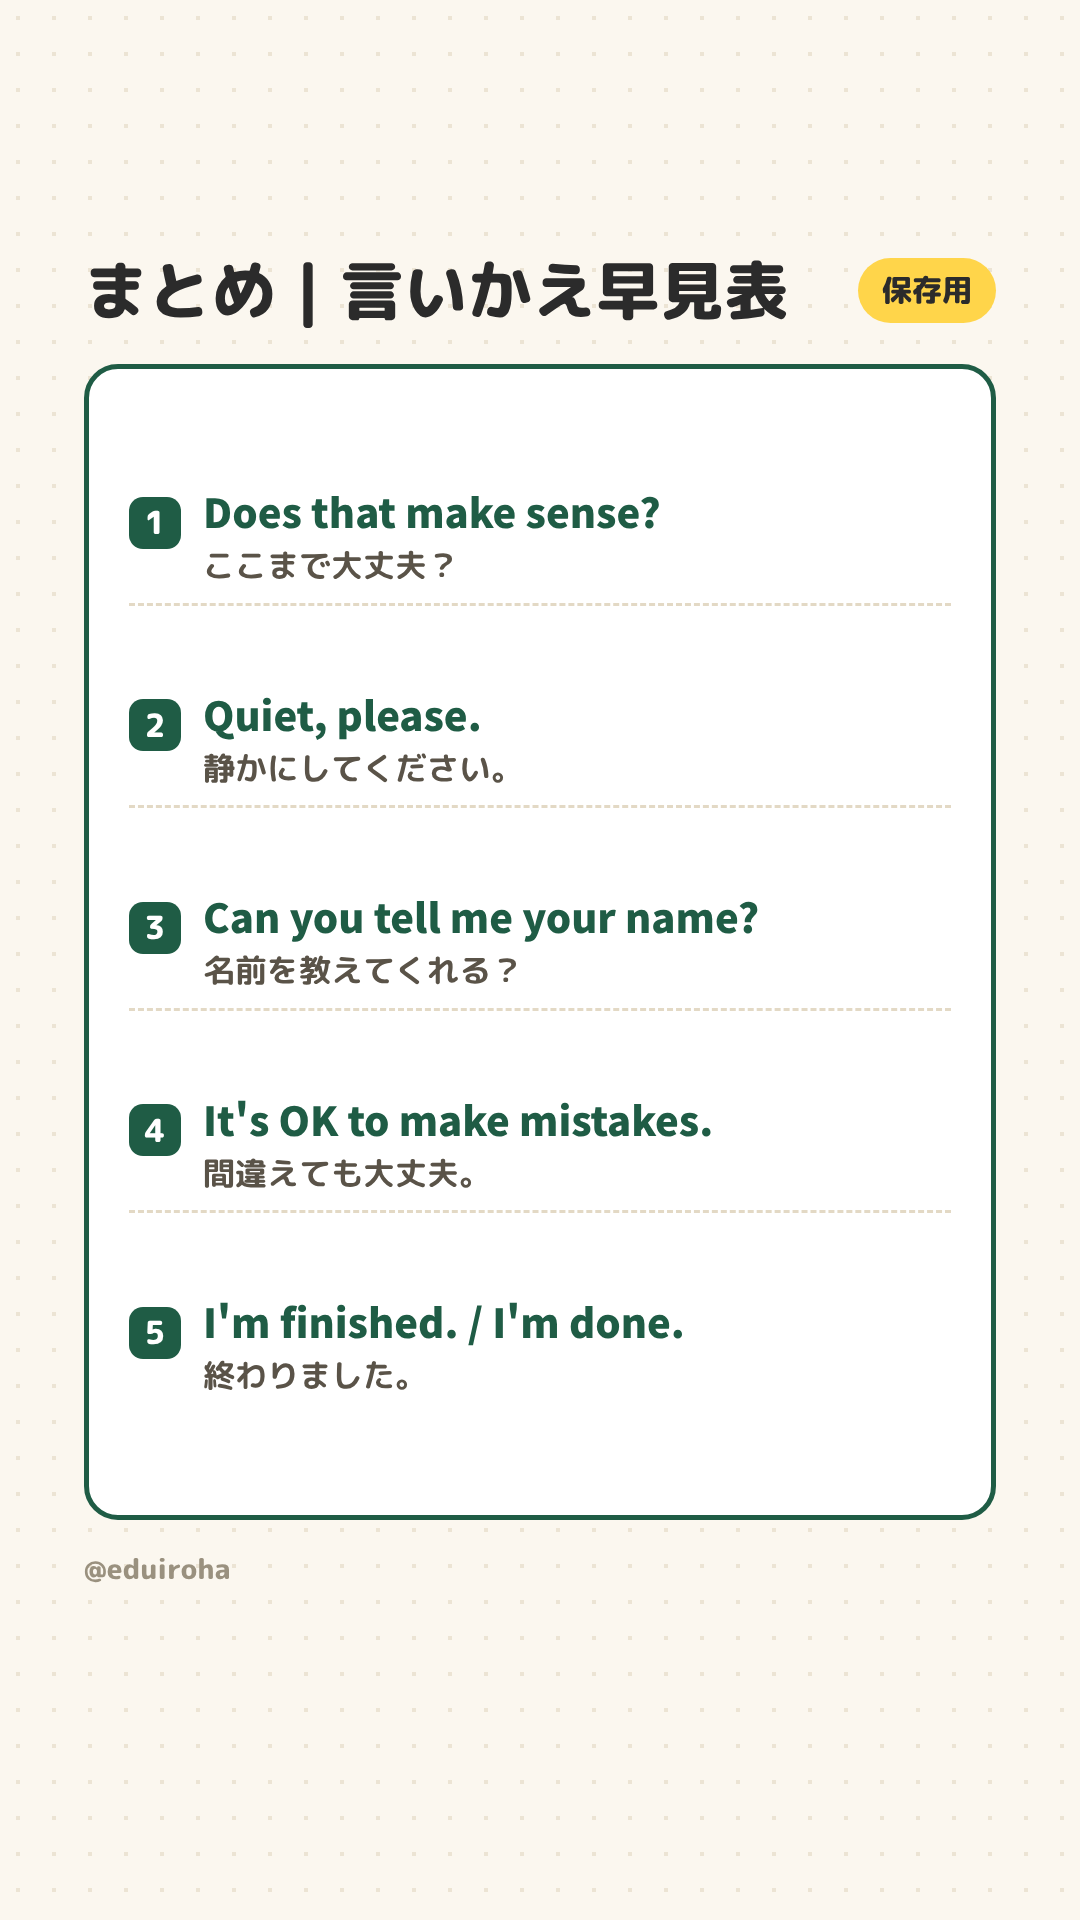 まとめ｜言いかえ早見表
保存用
1
Does that make sense?
ここまで大丈夫？
2
Quiet, please.
静かにしてください。
3
Can you tell me your name?
名前を教えてくれる？
4
It's OK to make mistakes.
間違えても大丈夫。
5
I'm finished. / I'm done.
終わりました。
@eduiroha